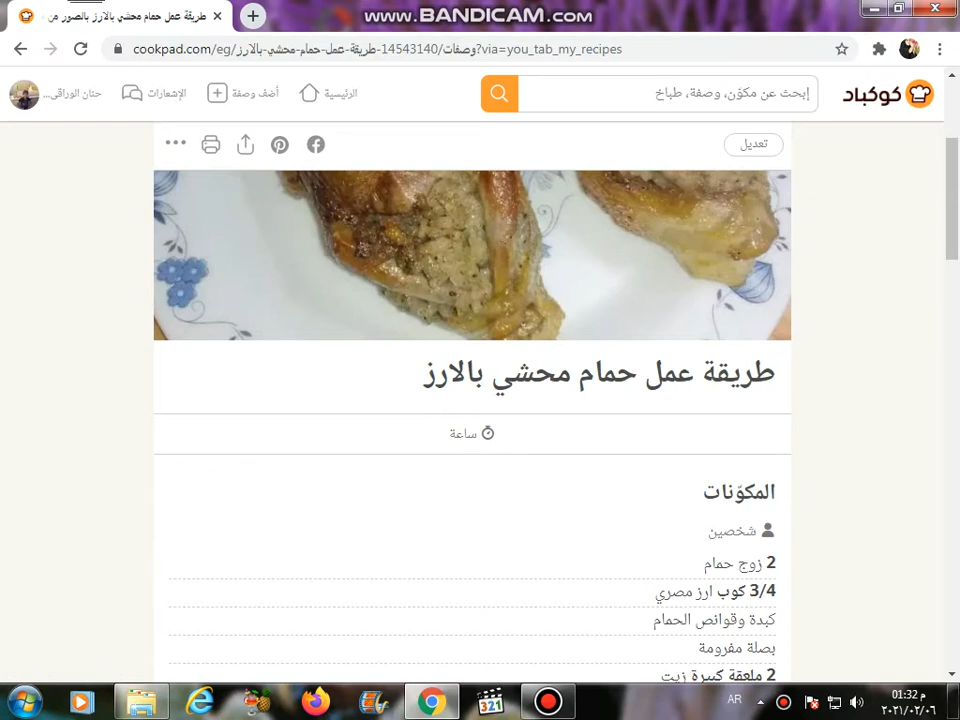 طريقة عمل حمام محشي بالارز بالصور من
www.BANDICAM.com
cookpad.com/eg/وصفات/14543140-طريقة-عمل-حمام-محشي-بالارز?via=you_tab_my_recipes
كوكباد
إبحث عن مكوّن، وصفة، طباخ
الرئيسية
أضف وصفة
الإشعارات
حنان الوراقى...
تعديل
طريقة عمل حمام محشي بالارز
ساعة
المكوّنات
شخصين
2 زوج حمام
3/4 كوب ارز مصري
كبدة وقوانص الحمام
بصلة مفرومة
2 ملعقة كبيرة زيت
321
AR
01:32 م
٢٠٢١/٠٢/٠٦